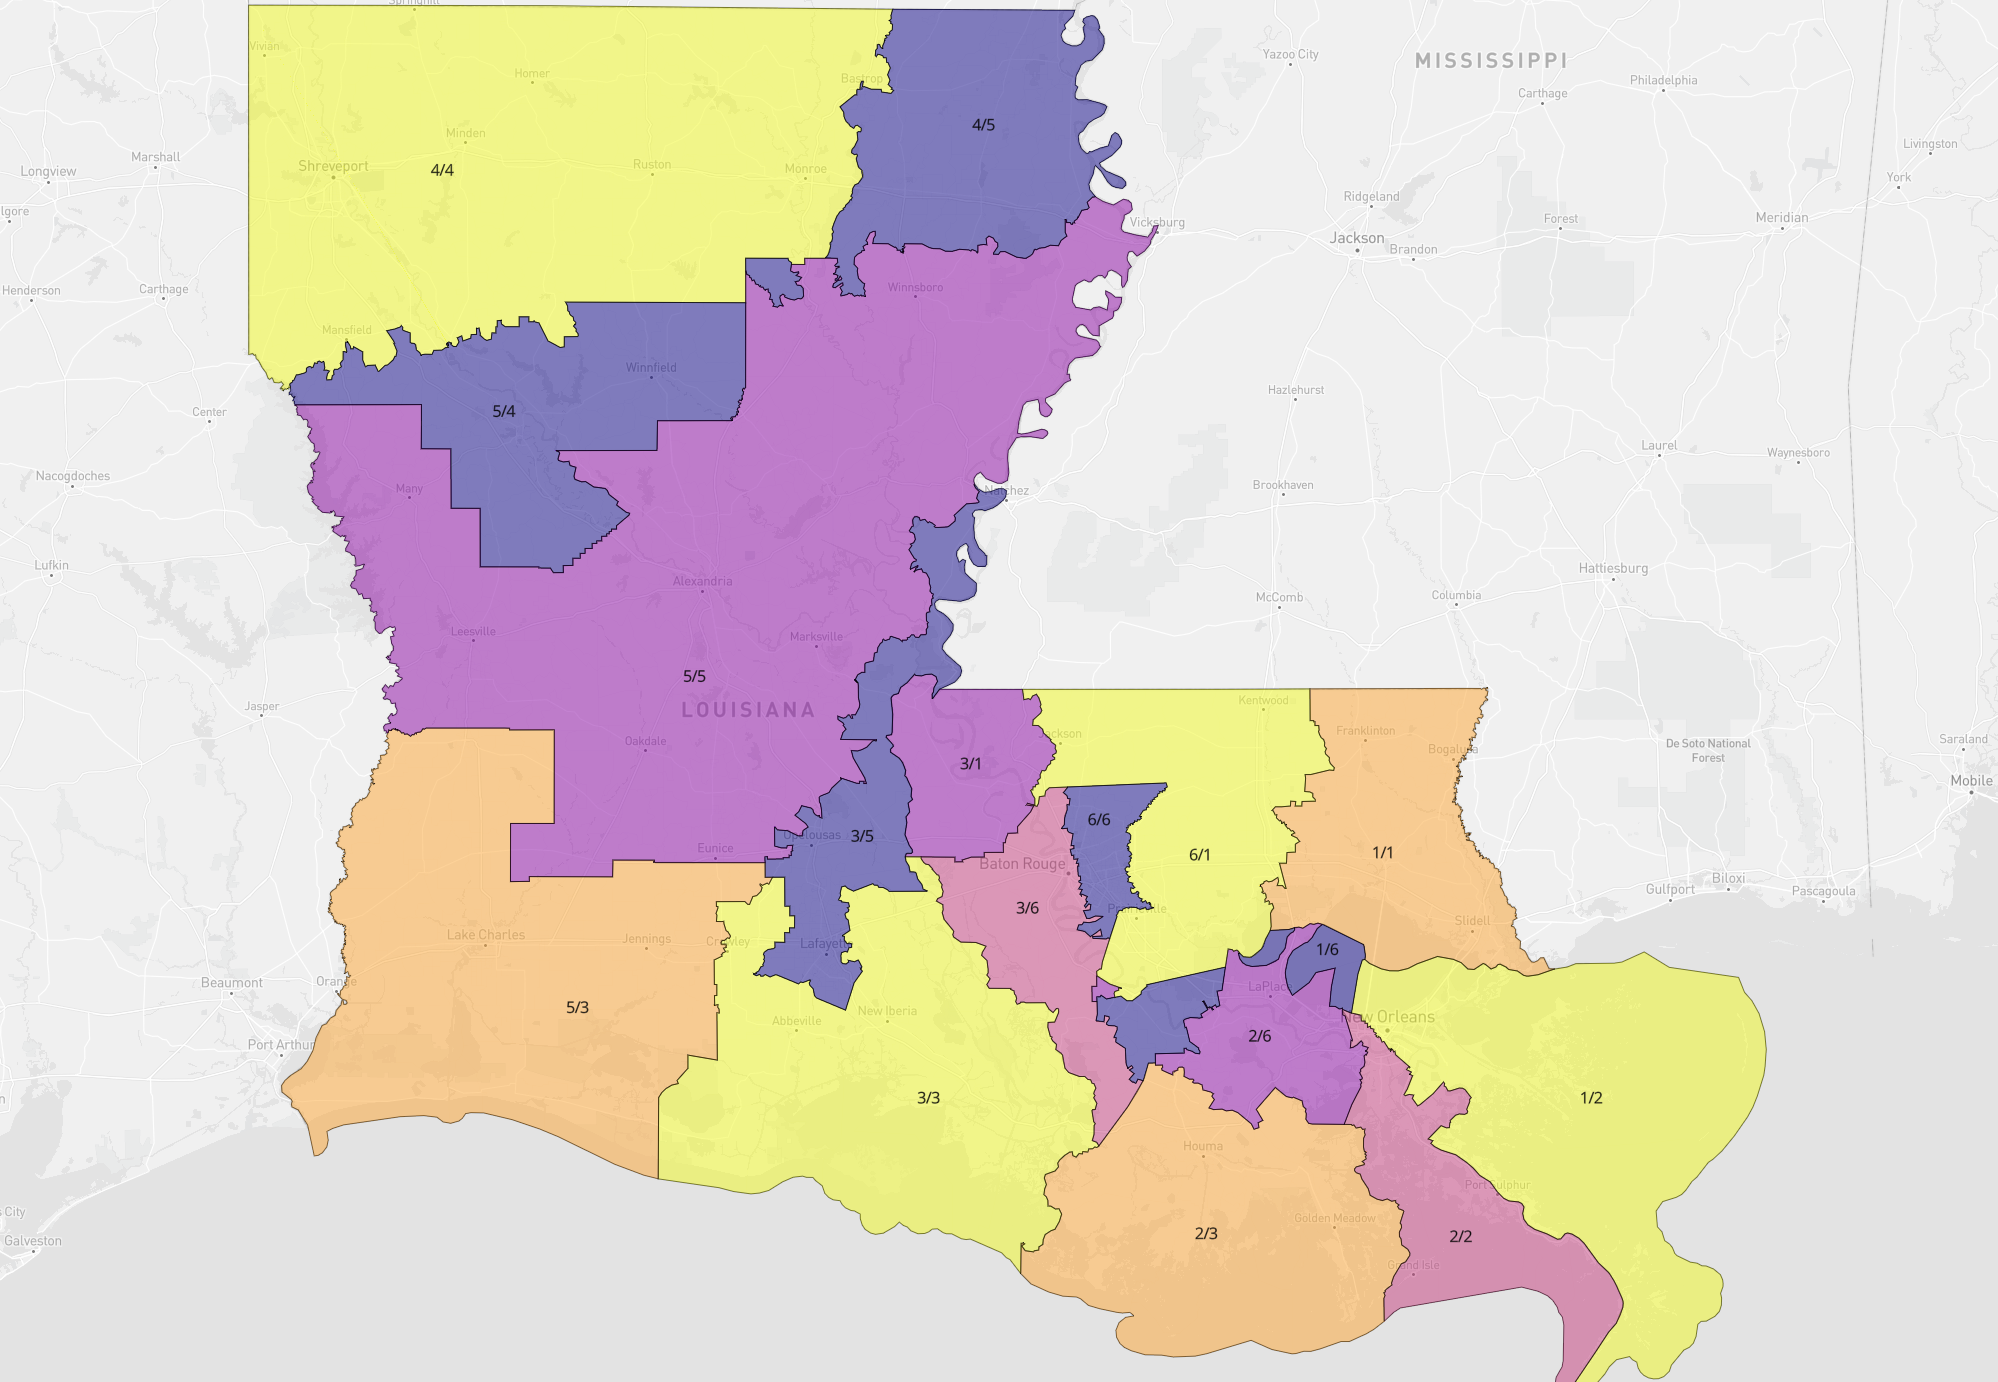 Springhill
Vivian
Homer
Bastrop
Yazoo City
MISSISSIPPI
Philadelphia
Carthage
4/5
Minden
Marshall
Livingston
Longview
Shreveport
4/4
Ruston
Monroe
York
Ridgeland
lgore
Vicksburg
Forest
Meridian
Jackson
Brandon
Henderson
Carthage
Winnsboro
Mansfield
Winnfield
Hazlehurst
Center
5/4
Laurel
Waynesboro
Nacogdoches
Many
Natchez
Brookhaven
Lufkin
Alexandria
Hattiesburg
McComb
Columbia
Leesville
Marksville
5/5
Jasper
LOUISIANA
Kentwood
Oakdale
Jackson
Franklinton
Bogalusa
De Soto National
Forest
Saraland
3/1
Mobile
6/6
Opelousas
3/5
Eunice
6/1
1/1
Baton Rouge
Biloxi
Gulfport
Pascagoula
3/6
Prairieville
Slidell
Lake Charles
Jennings
Crowley
Lafayette
1/6
Beaumont
Orange
LaPlace
5/3
Abbeville
New Iberia
New Orleans
2/6
Port Arthur
3/3
1/2
Houma
Port Sulphur
City
Golden Meadow
2/3
2/2
Galveston
Grand Isle